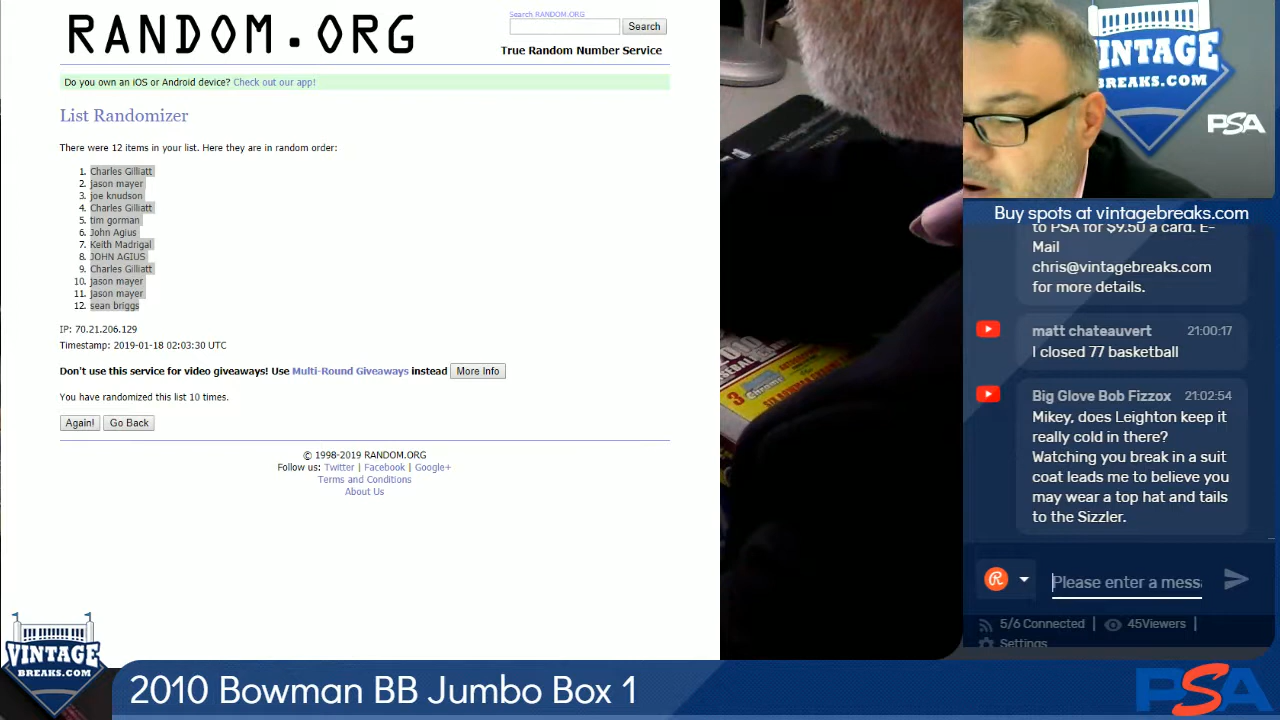 RANDOM.ORG
Search RANDOM.ORG
Search
True Random Number Service
Do you own an iOS or Android device? Check out our app!
List Randomizer
There were 12 items in your list. Here they are in random order:
1. Charles Gilliatt
2. jason mayer
3. joe knudson
4. Charles Gilliatt
5. tim gorman
6. John Agius
7. Keith Madrigal
8. JOHN AGIUS
9. Charles Gilliatt
10. jason mayer
11. jason mayer
12. sean briggs
IP: 70.21.206.129
Timestamp: 2019-01-18 02:03:30 UTC
Don't use this service for video giveaways! Use Multi-Round Giveaways instead
More Info
You have randomized this list 10 times.
Again!
Go Back
© 1998-2019 RANDOM.ORG
Follow us: Twitter | Facebook | Google+
Terms and Conditions
About Us
VINTAGE
BREAKS.COM
PSA
Buy spots at vintagebreaks.com
to PSA for $9.50 a card. E-
Mail
chris@vintagebreaks.com
for more details.
matt chateauvert 21:00:17
I closed 77 basketball
Big Glove Bob Fizzox 21:02:54
Mikey, does Leighton keep it
really cold in there?
Watching you break in a suit
coat leads me to believe you
may wear a top hat and tails
to the Sizzler.
Please enter a messa
5/6 Connected | 45Viewers |
Settings
3
VINTAGE
BREAKS.COM
2010 Bowman BB Jumbo Box 1
PSA